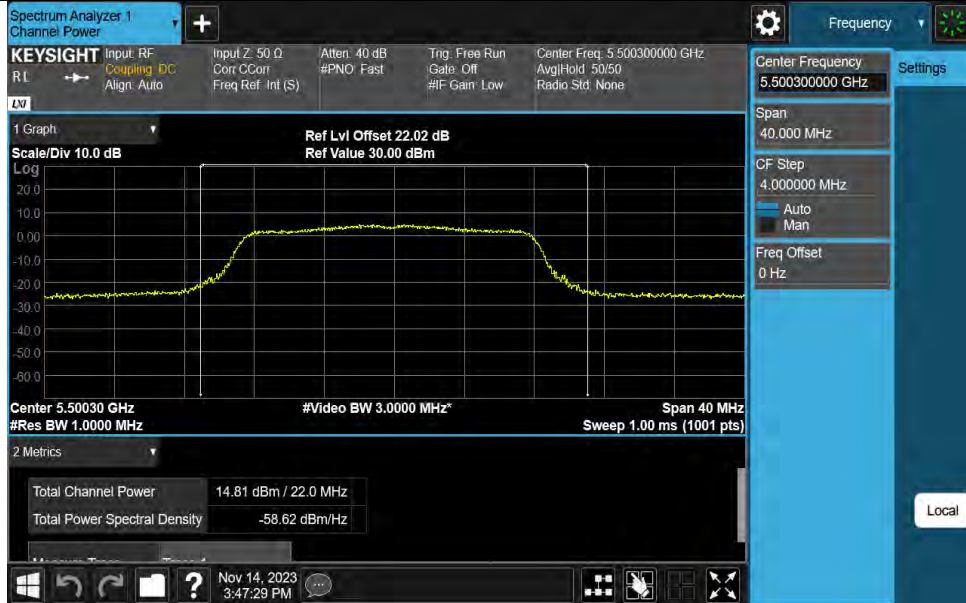 Spectrum Analyzer 1
Channel Power
+
Frequency
KEYSIGHT
RL
LXI
Input: RF
Coupling: DC
Align: Auto
Input Z: 50 Ω
Corr CCorr
Freq Ref: Int (S)
Atten: 40 dB
#PNO: Fast
Trig: Free Run
Gate: Off
#IF Gain: Low
Center Freq: 5.500300000 GHz
Avg|Hold: 50/50
Radio Std: None
Center Frequency
5.500300000 GHz
Settings
Span
40.000 MHz
CF Step
4.000000 MHz
Auto
Man
Freq Offset
0 Hz
Local
1 Graph
Scale/Div 10.0 dB
Ref Lvl Offset 22.02 dB
Ref Value 30.00 dBm
Log
20.0
10.0
0.00
-10.0
-20.0
-30.0
-40.0
-50.0
-60.0
Center 5.50030 GHz
#Video BW 3.0000 MHz*
Span 40 MHz
#Res BW 1.0000 MHz
Sweep 1.00 ms (1001 pts)
2 Metrics
Total Channel Power 14.81 dBm / 22.0 MHz
Total Power Spectral Density -58.62 dBm/Hz
?
Nov 14, 2023
3:47:29 PM